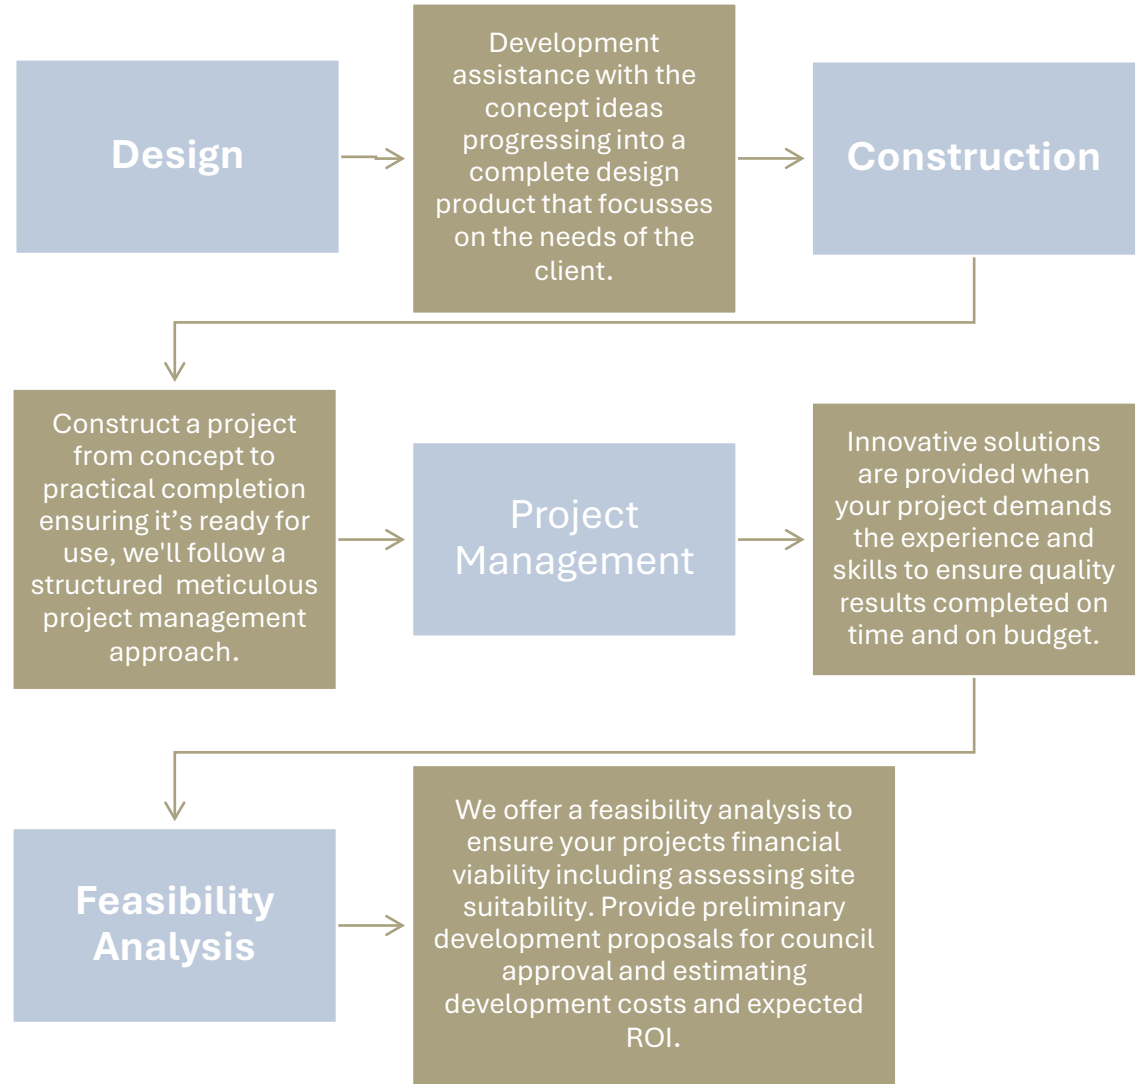 Design
Development
assistance with the
concept ideas
progressing into a
complete design
product that focusses
on the needs of the
client.
Construction
Construct a project
from concept to
practical completion
ensuring it’s ready for
use, we'll follow a
structured  meticulous
project management
approach.
Project
Management
Innovative solutions
are provided when
your project demands
the experience and
skills to ensure quality
results completed on
time and on budget.
Feasibility
Analysis
We offer a feasibility analysis to
ensure your projects financial
viability including assessing site
suitability. Provide preliminary
development proposals for council
approval and estimating
development costs and expected
ROI.